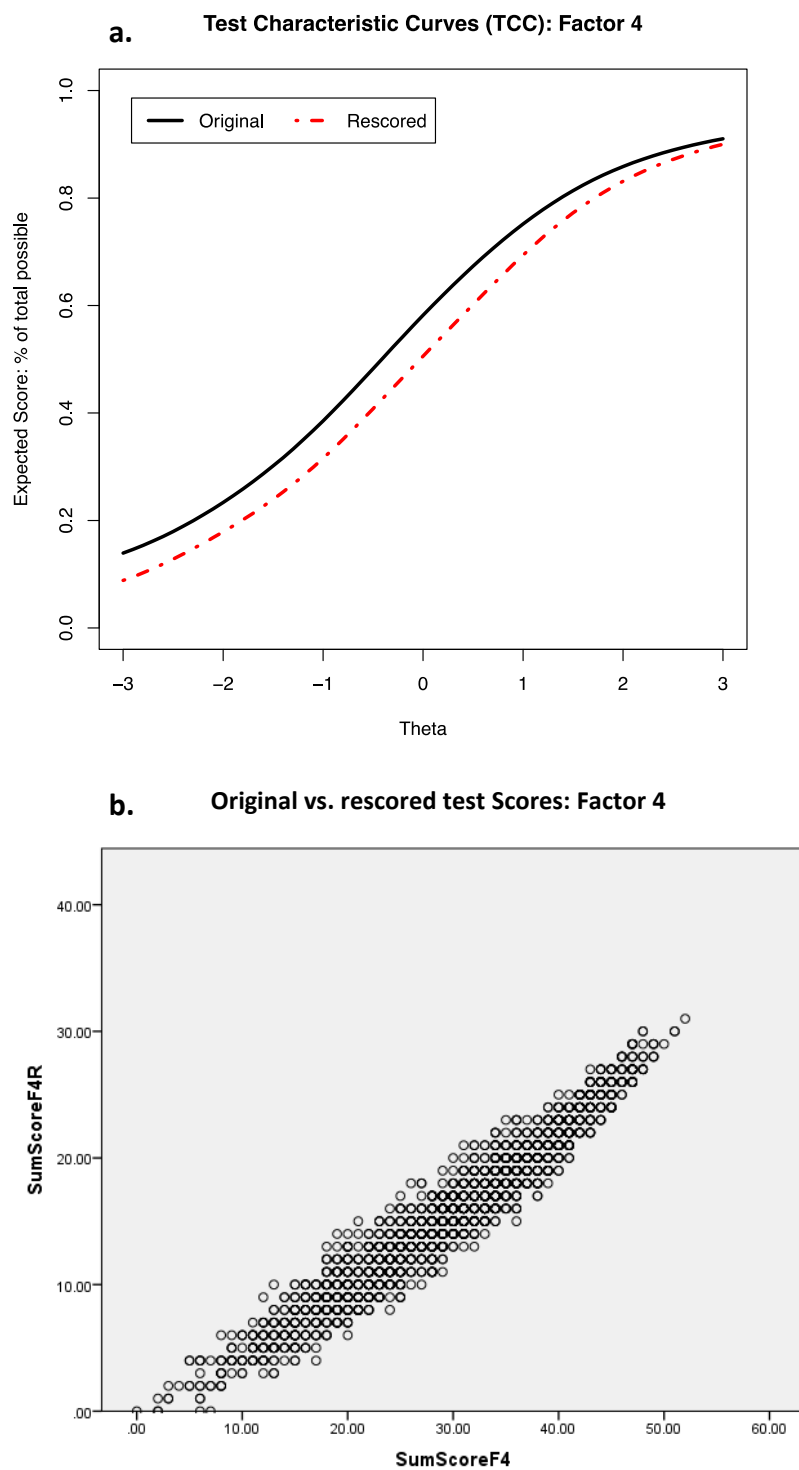 a.
Test Characteristic Curves (TCC): Factor 4
Original
Rescored
Expected Score: % of total possible
1.0
0.8
0.6
0.4
0.2
0.0
−3 −2 −1 0 1 2 3
Theta
b.
Original vs. rescored test Scores: Factor 4
SumScoreF4R
40.00
30.00
20.00
10.00
.00
.00 10.00 20.00 30.00 40.00 50.00 60.00
SumScoreF4